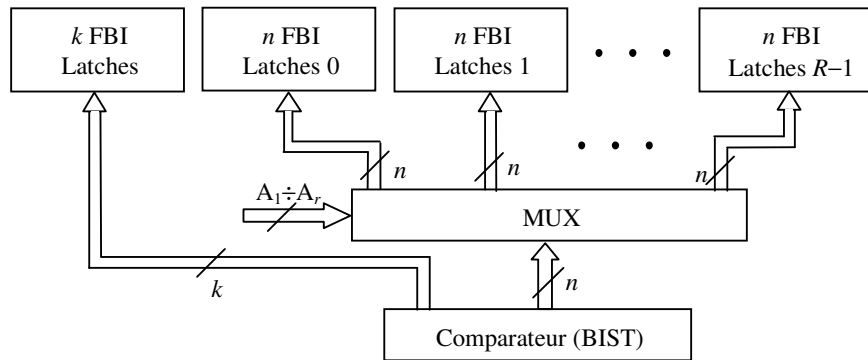 k FBI
Latches
n FBI
Latches 0
n FBI
Latches 1
• • •
n FBI
Latches R−1
• • •
n
n
n
A1÷Ar
MUX
k
n
Comparateur (BIST)